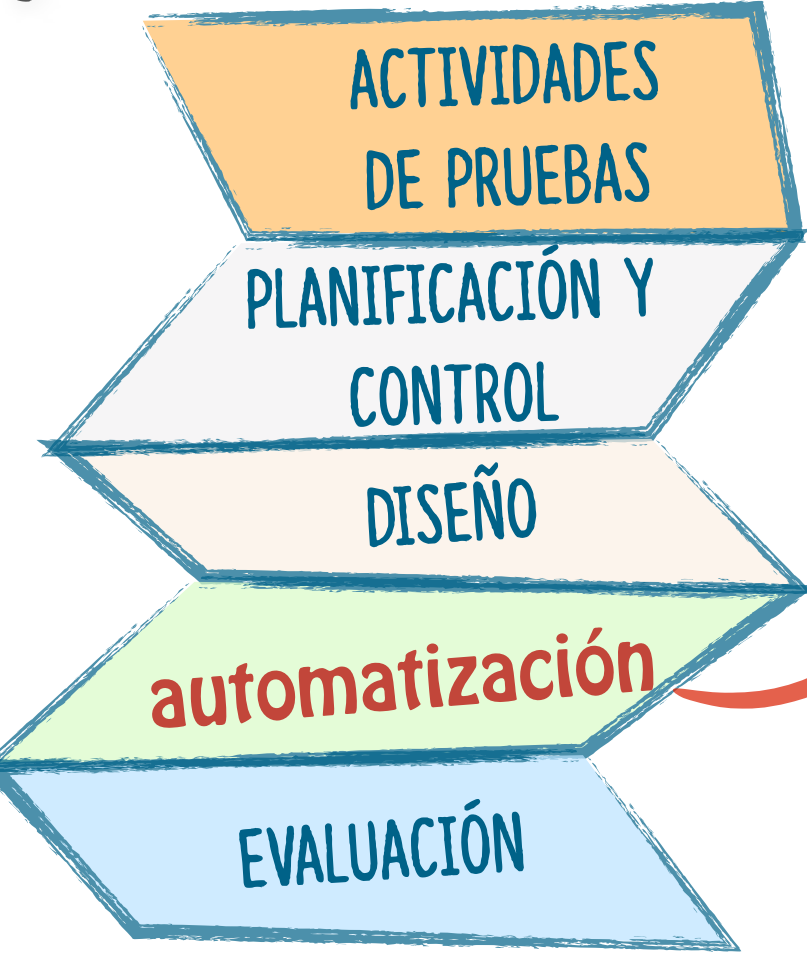 ACTIVIDADES
DE PRUEBAS
PLANIFICACIÓN Y
CONTROL
DISEÑO
automatización
EVALUACIÓN